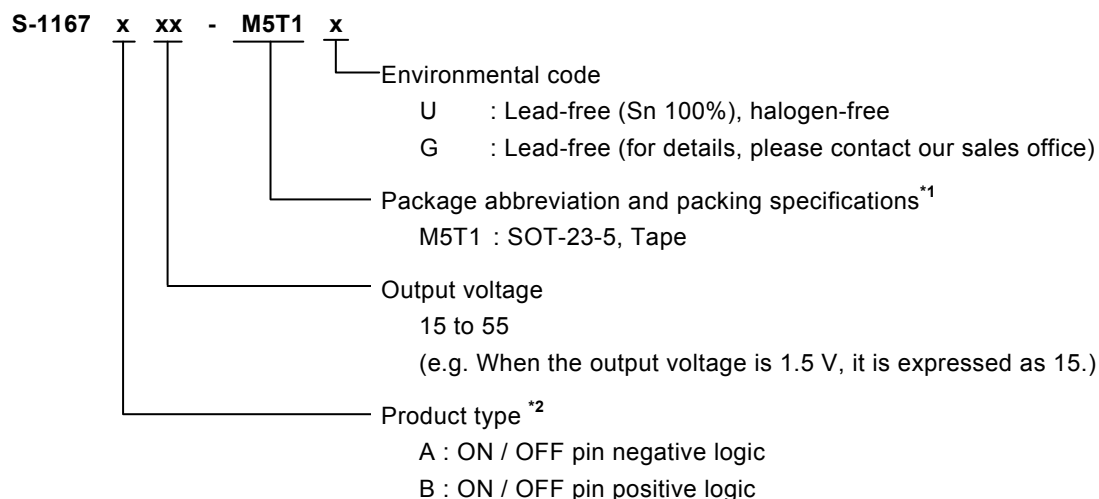 S-1167 x xx - M5T1 x
Environmental code
U : Lead-free (Sn 100%), halogen-free
G : Lead-free (for details, please contact our sales office)
Package abbreviation and packing specifications*1
M5T1 : SOT-23-5, Tape
Output voltage
15 to 55
(e.g. When the output voltage is 1.5 V, it is expressed as 15.)
Product type *2
A : ON / OFF pin negative logic
B : ON / OFF pin positive logic